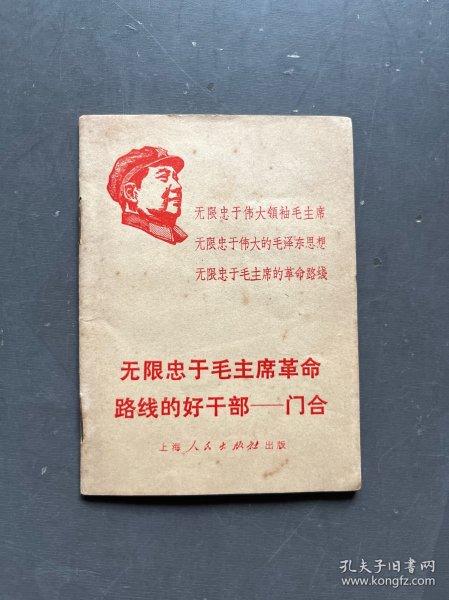 无限忠于伟大領袖毛主席
无限忠于伟大的毛泽东思想
无限忠于毛主席的革命路綫
无限忠于毛主席革命
路线的好干部——门合
上海人民出版社出版
孔夫子旧书网
www.kongfz.com